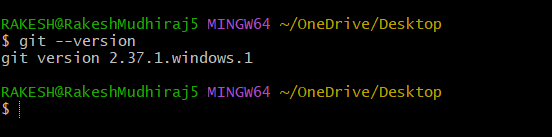 RAKESH@RakeshMudhiraj5 MINGW64 ~/OneDrive/Desktop
$ git --version
git version 2.37.1.windows.1
RAKESH@RakeshMudhiraj5 MINGW64 ~/OneDrive/Desktop
$